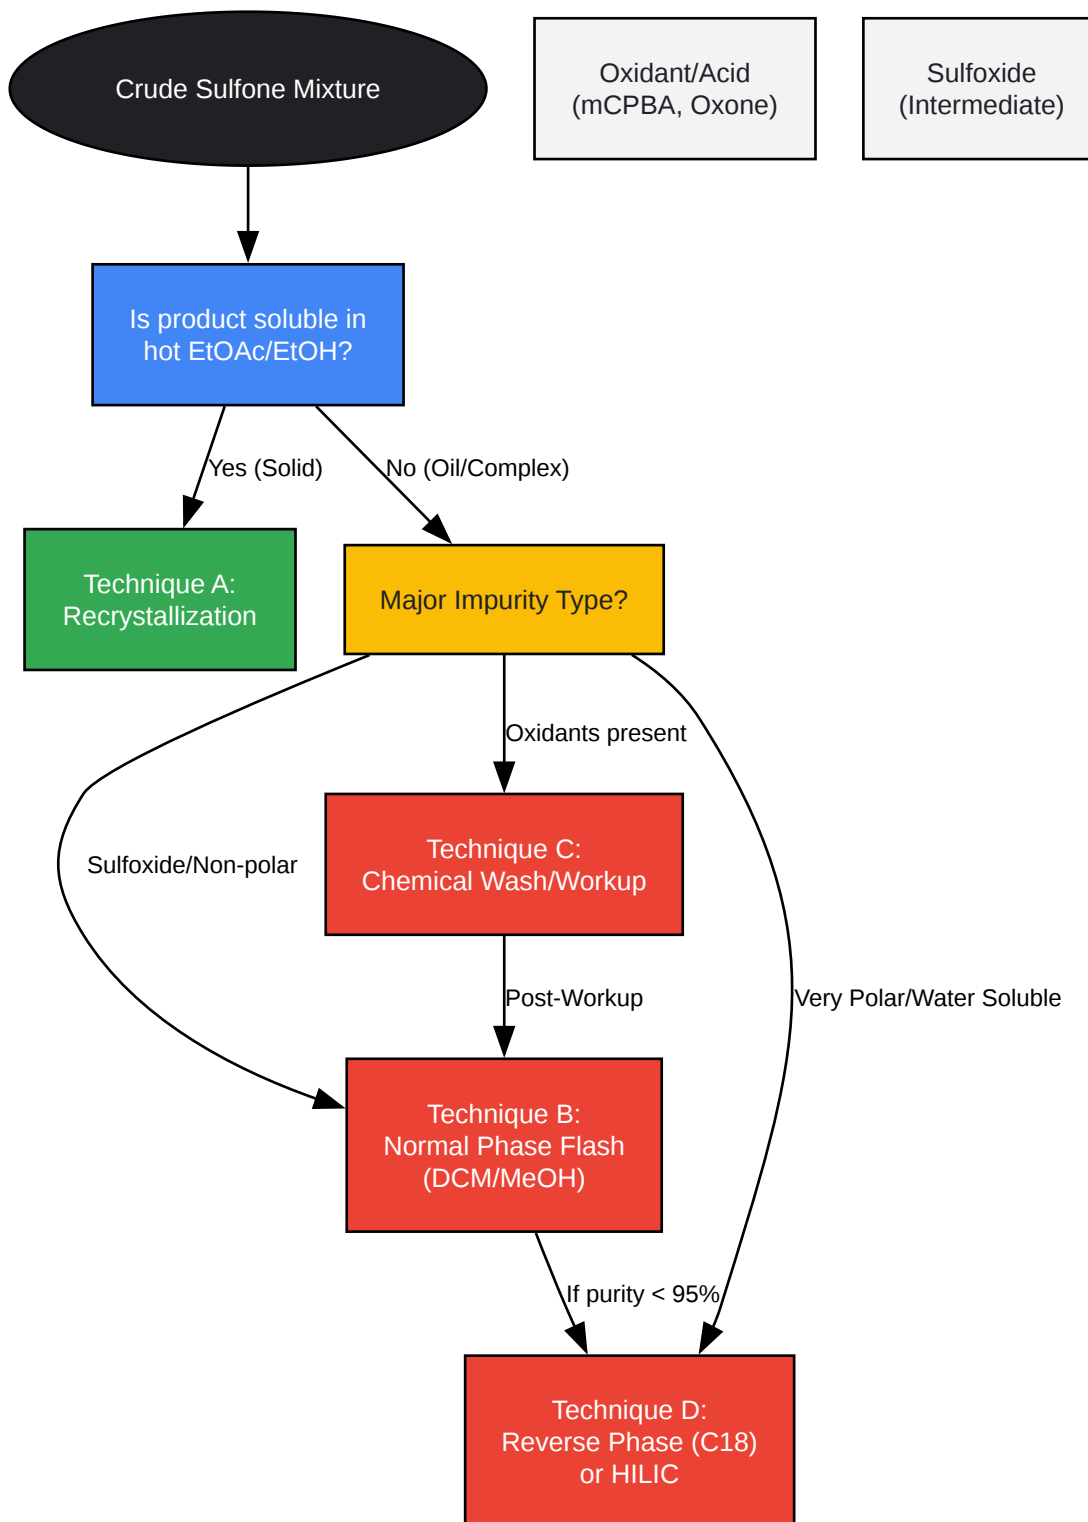 Crude Sulfone Mixture
Oxidant/Acid
(mCPBA, Oxone)
Sulfoxide
(Intermediate)
Is product soluble in
hot EtOAc/EtOH?
Yes (Solid)
No (Oil/Complex)
Technique A:
Recrystallization
Major Impurity Type?
Oxidants present
Sulfoxide/Non-polar
Technique C:
Chemical Wash/Workup
Post-Workup
Very Polar/Water Soluble
Technique B:
Normal Phase Flash
(DCM/MeOH)
If purity < 95%
Technique D:
Reverse Phase (C18)
or HILIC